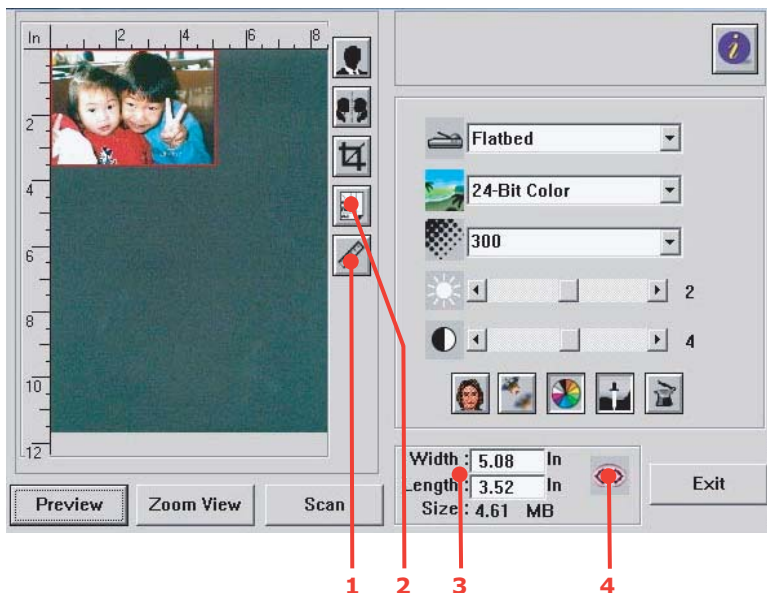 In 2 4 6 8
2
4
6
8
10
12
Flatbed
24-Bit Color
300
2
4
Width : 5.08 In
Length : 3.52 In
Size : 4.61 MB
Preview Zoom View Scan Exit
1 2 3 4